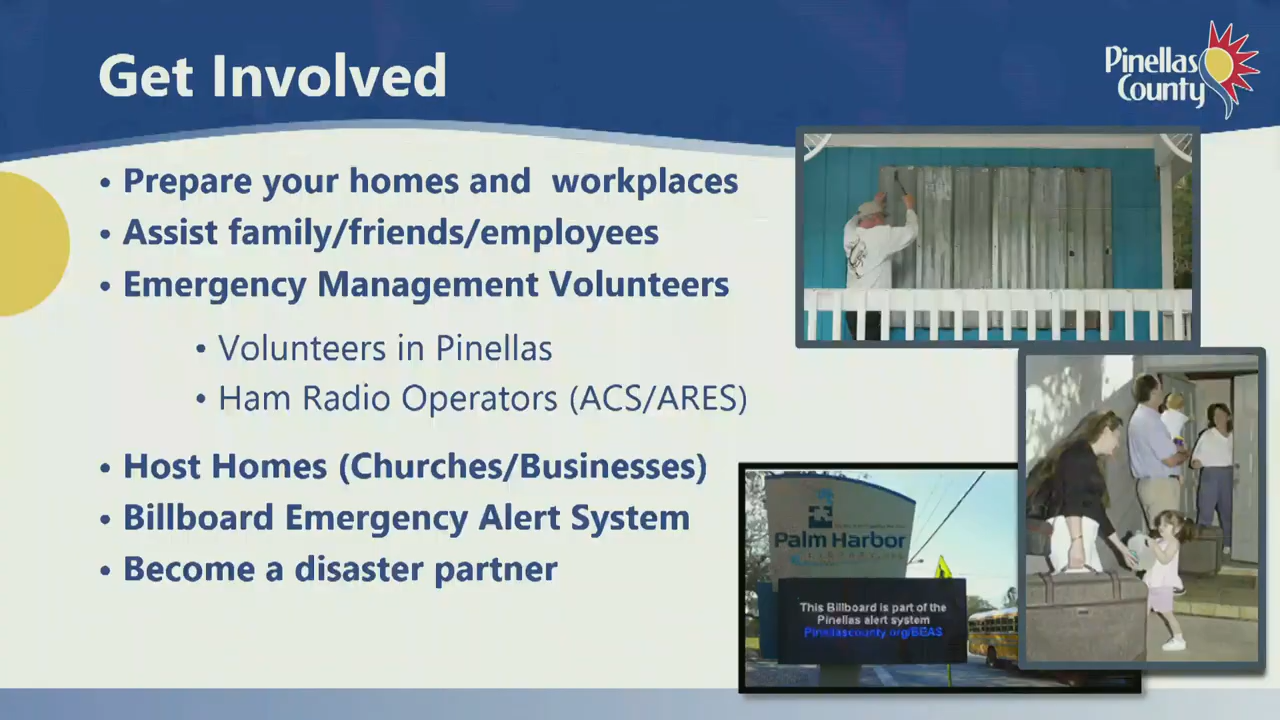 Get Involved
Pinellas
County
• Prepare your homes and workplaces
• Assist family/friends/employees
• Emergency Management Volunteers
• Volunteers in Pinellas
• Ham Radio Operators (ACS/ARES)
• Host Homes (Churches/Businesses)
• Billboard Emergency Alert System
• Become a disaster partner
Palm Harbor
This Billboard is part of the
Pinellas alert system
Pinellascounty.org/BEAS